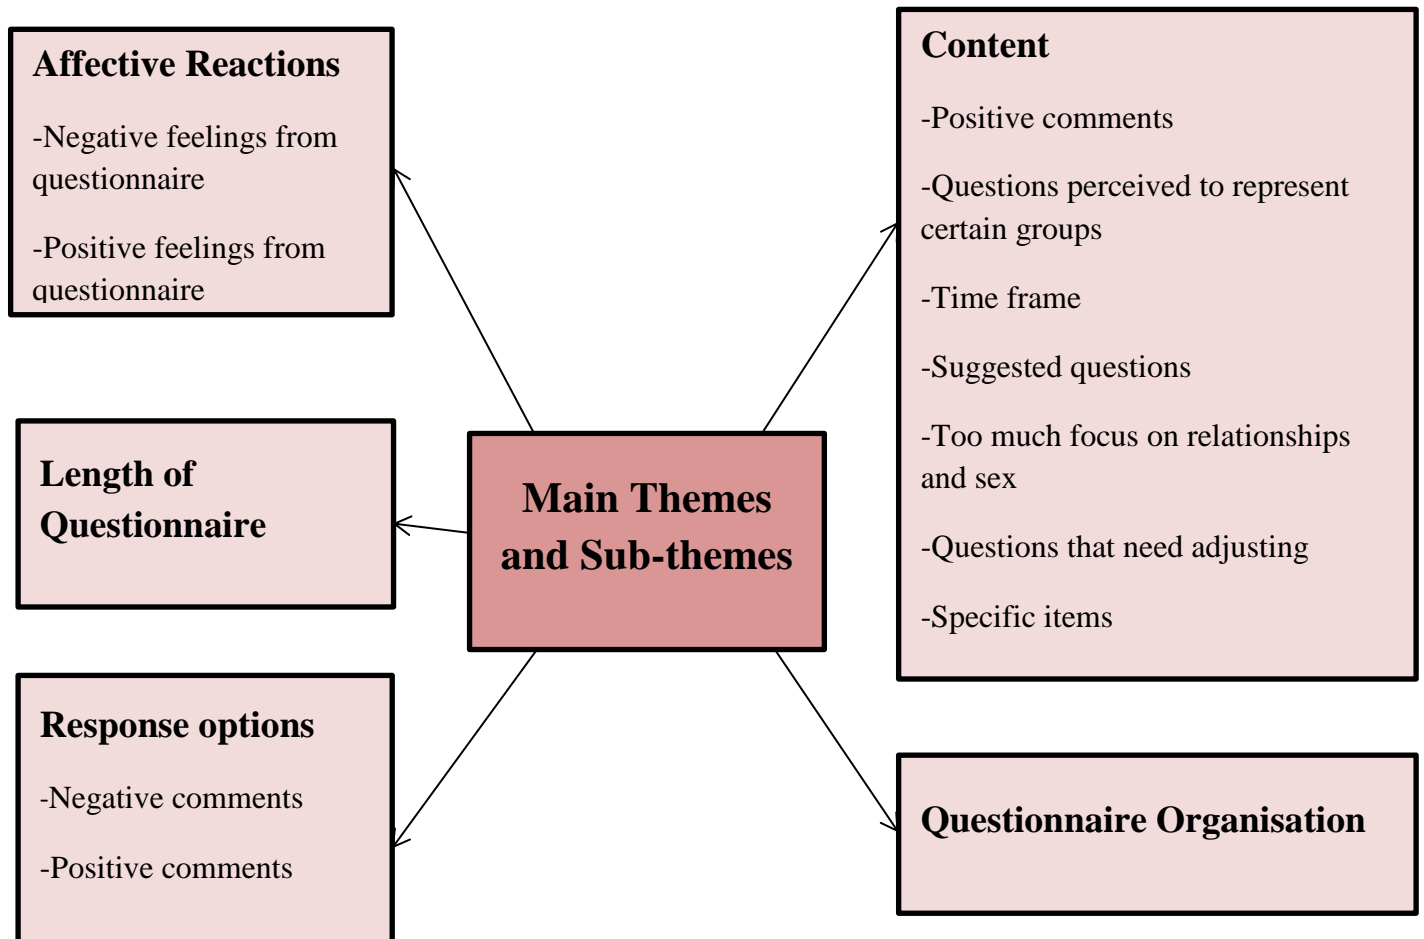 Affective Reactions
-Negative feelings from
questionnaire
-Positive feelings from
questionnaire
Length of
Questionnaire
Response options
-Negative comments
-Positive comments
Main Themes
and Sub-themes
Content
-Positive comments
-Questions perceived to represent
certain groups
-Time frame
-Suggested questions
-Too much focus on relationships
and sex
-Questions that need adjusting
-Specific items
Questionnaire Organisation